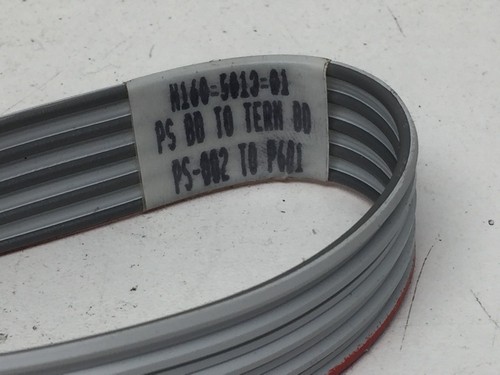 H160-5013-01
PS BD TO TERM BD
PS-002 TO P601